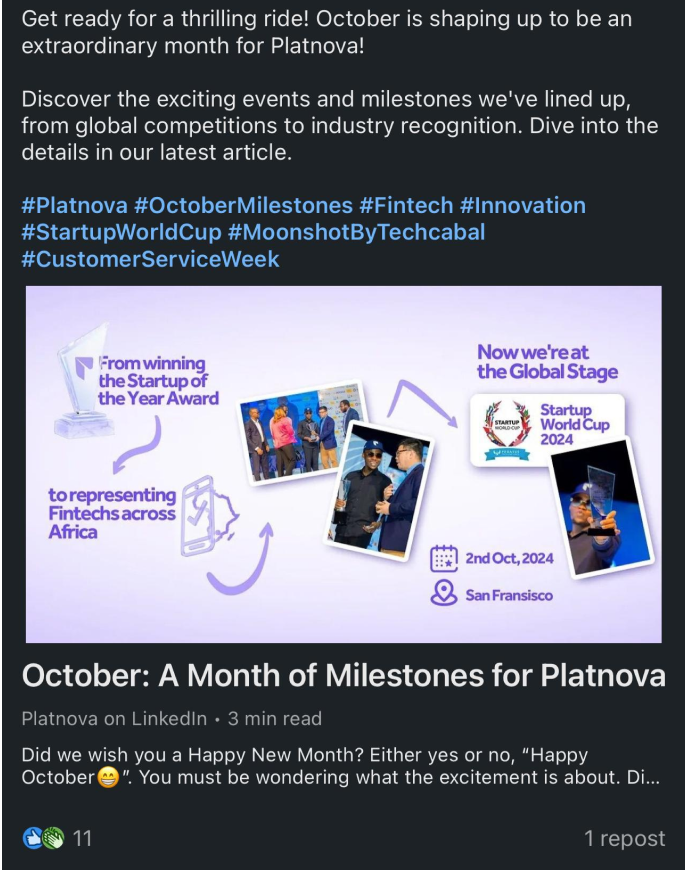 Get ready for a thrilling ride! October is shaping up to be an
extraordinary month for Platnova!
Discover the exciting events and milestones we've lined up,
from global competitions to industry recognition. Dive into the
details in our latest article.
#Platnova #OctoberMilestones #Fintech #Innovation
#StartupWorldCup #MoonshotByTechcabal
#CustomerServiceWeek
From winning
the Startup of
the Year Award
to representing
Fintechs across
Africa
Now we're at
the Global Stage
STARTUP
WORLD CUP
Startup
World Cup
2024
2nd Oct, 2024
San Fransisco
October: A Month of Milestones for Platnova
Platnova on LinkedIn • 3 min read
Did we wish you a Happy New Month? Either yes or no, “Happy
October😁”. You must be wondering what the excitement is about. Di...
11
1 repost